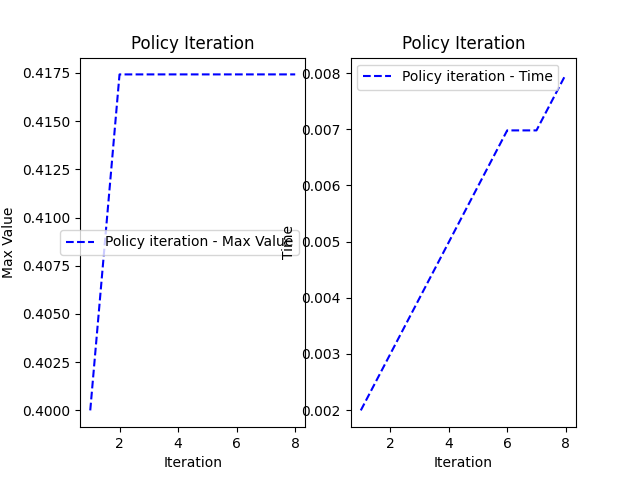 Policy Iteration
Max Value
0.4175
0.4150
0.4125
0.4100
0.4075
0.4050
0.4025
0.4000
Policy iteration - Max Value
2 4 6 8
Iteration
Policy Iteration
Time
0.008
0.007
0.006
0.005
0.004
0.003
0.002
Policy iteration - Time
2 4 6 8
Iteration